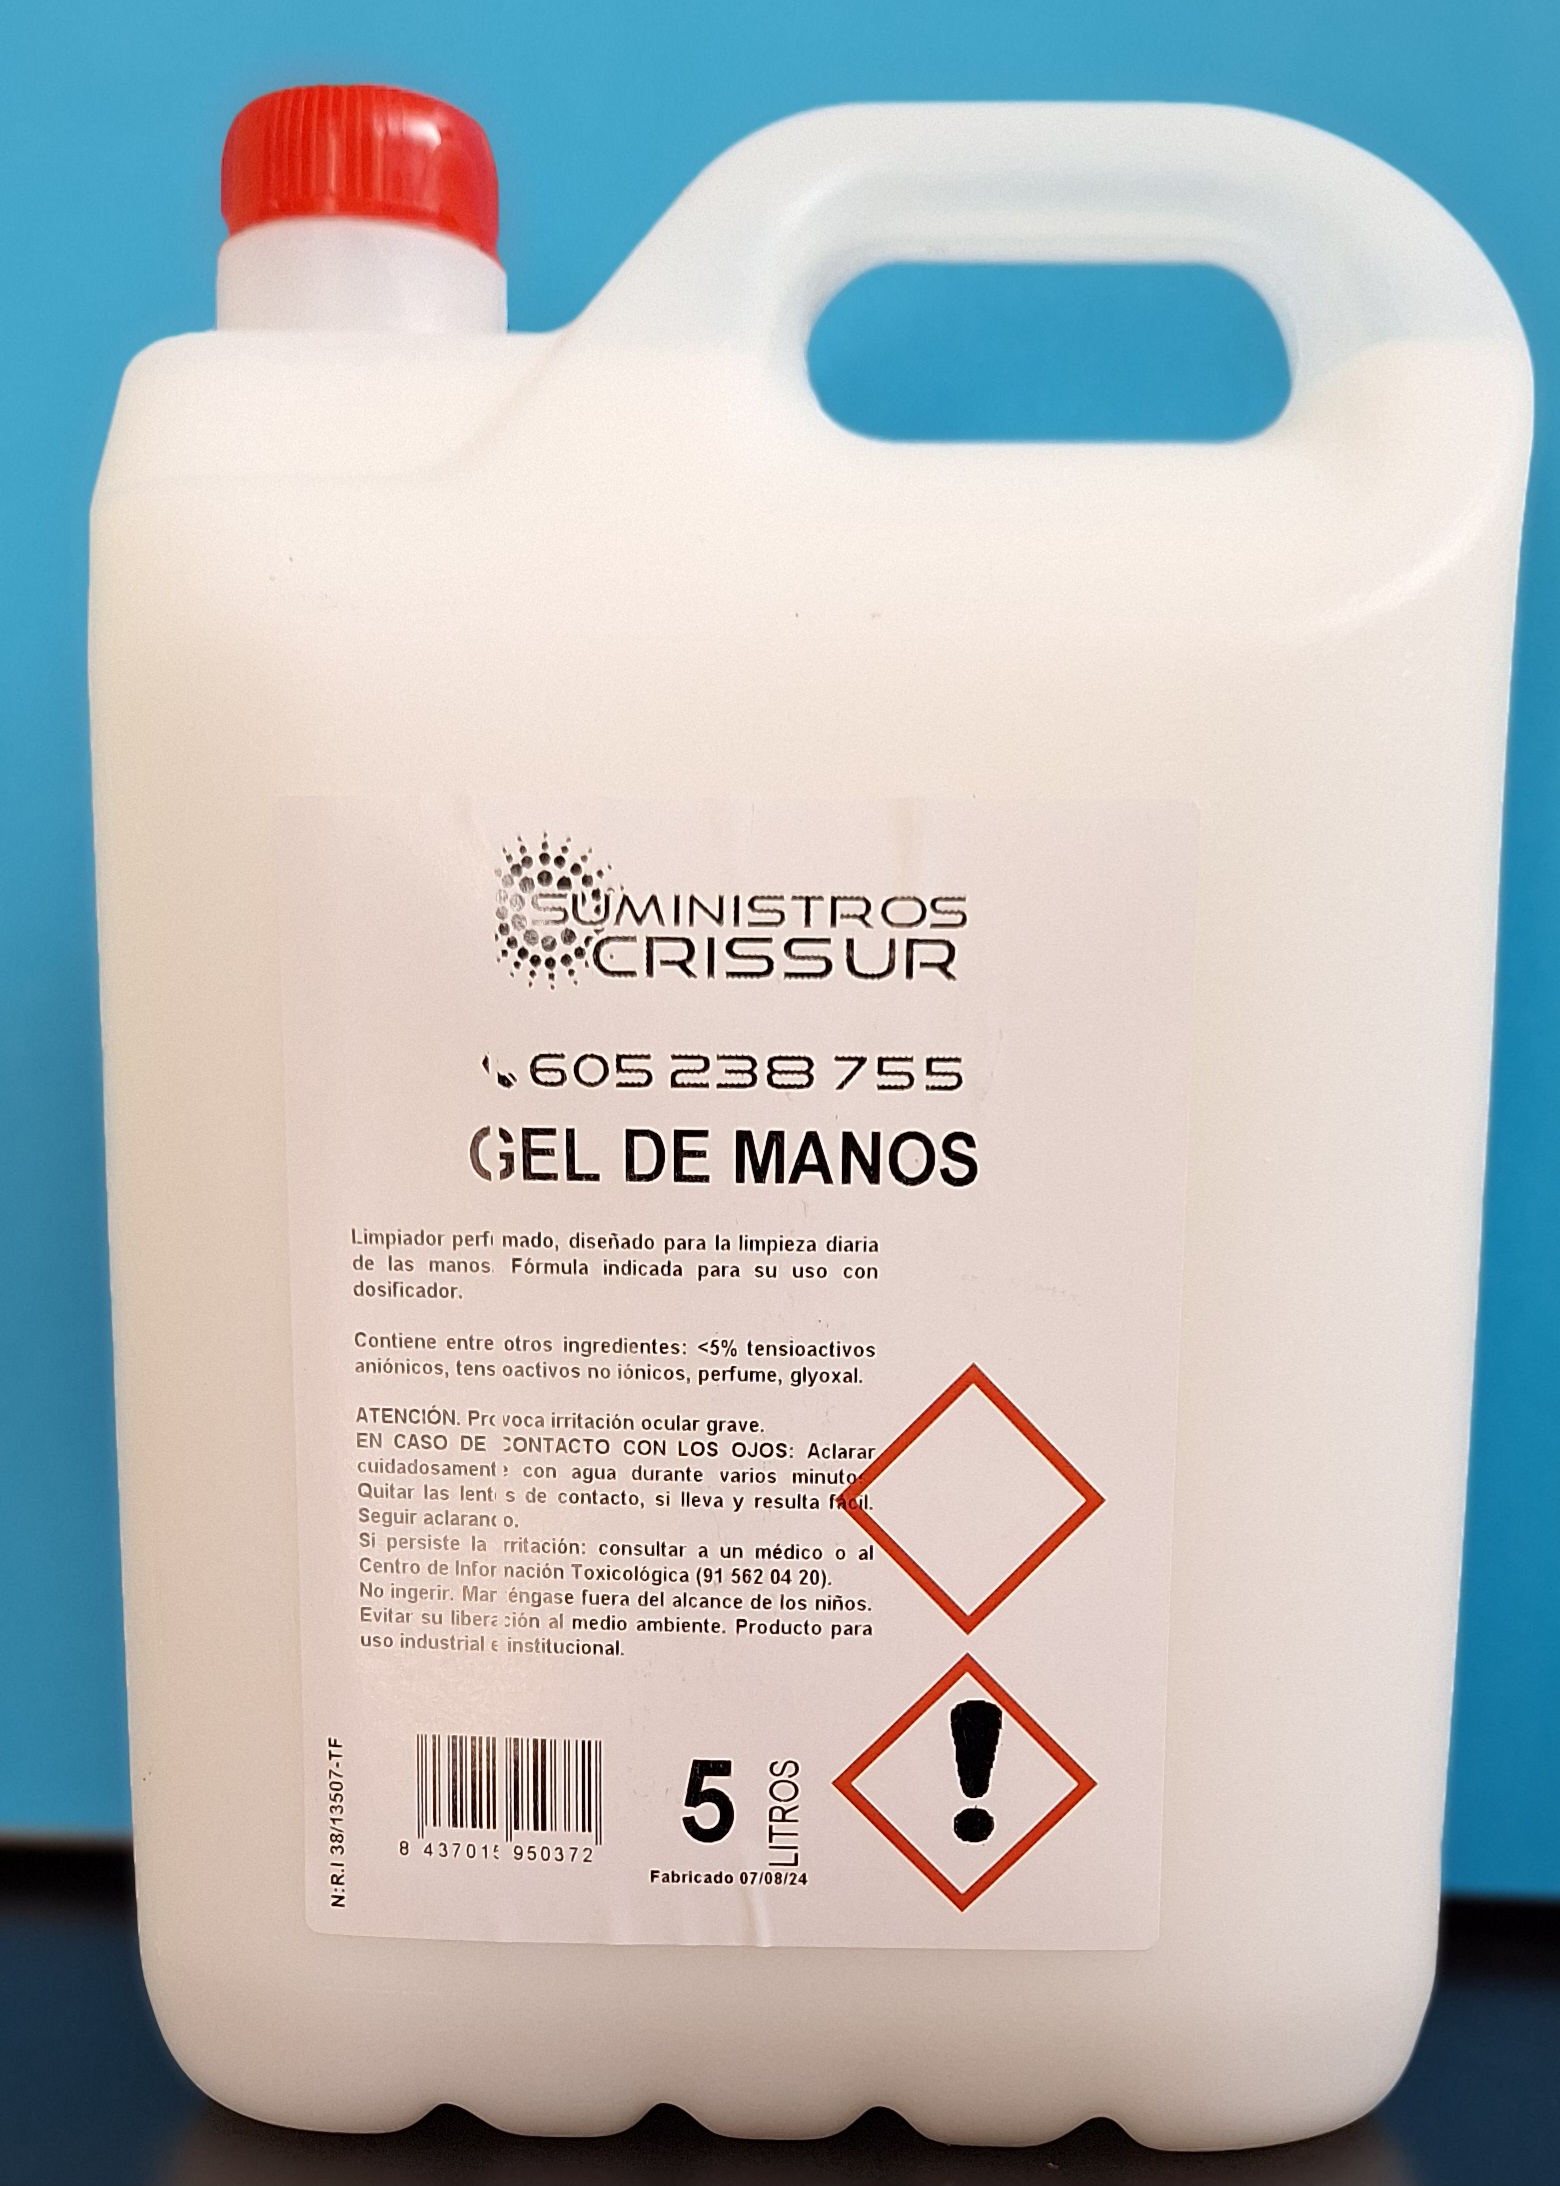 SUMINISTROS
CRISSUR
605 238 755
GEL DE MANOS
Limpiador perfumado, diseñado para la limpieza diaria
de las manos. Fórmula indicada para su uso con
dosificador.
Contiene entre otros ingredientes: <5% tensioactivos
aniónicos, tensioactivos no iónicos, perfume, glyoxal.
ATENCIÓN. Provoca irritación ocular grave.
EN CASO DE CONTACTO CON LOS OJOS: Aclarar
cuidadosamente con agua durante varios minutos.
Quitar las lentes de contacto, si lleva y resulta fácil.
Seguir aclarando.
Si persiste la irritación: consultar a un médico o al
Centro de Información Toxicológica (91 562 04 20).
No ingerir. Manténgase fuera del alcance de los niños.
Evitar su liberación al medio ambiente. Producto para
uso industrial e institucional.
N:R.I 38/13507-TF
8 437015 950372
5 LITROS
Fabricado 07/08/24